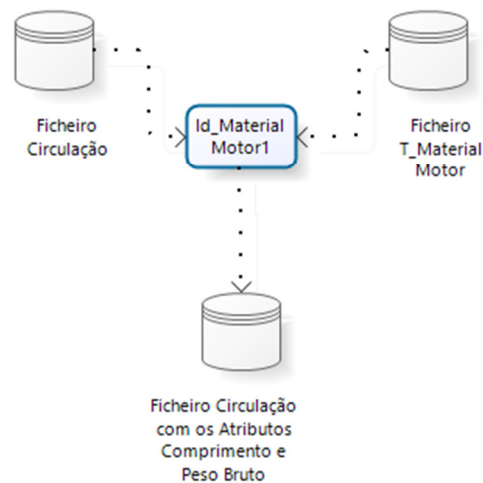 Ficheiro
Circulação
Id_Material
Motor1
Ficheiro
T_Material
Motor
Ficheiro Circulação
com os Atributos
Comprimento e
Peso Bruto